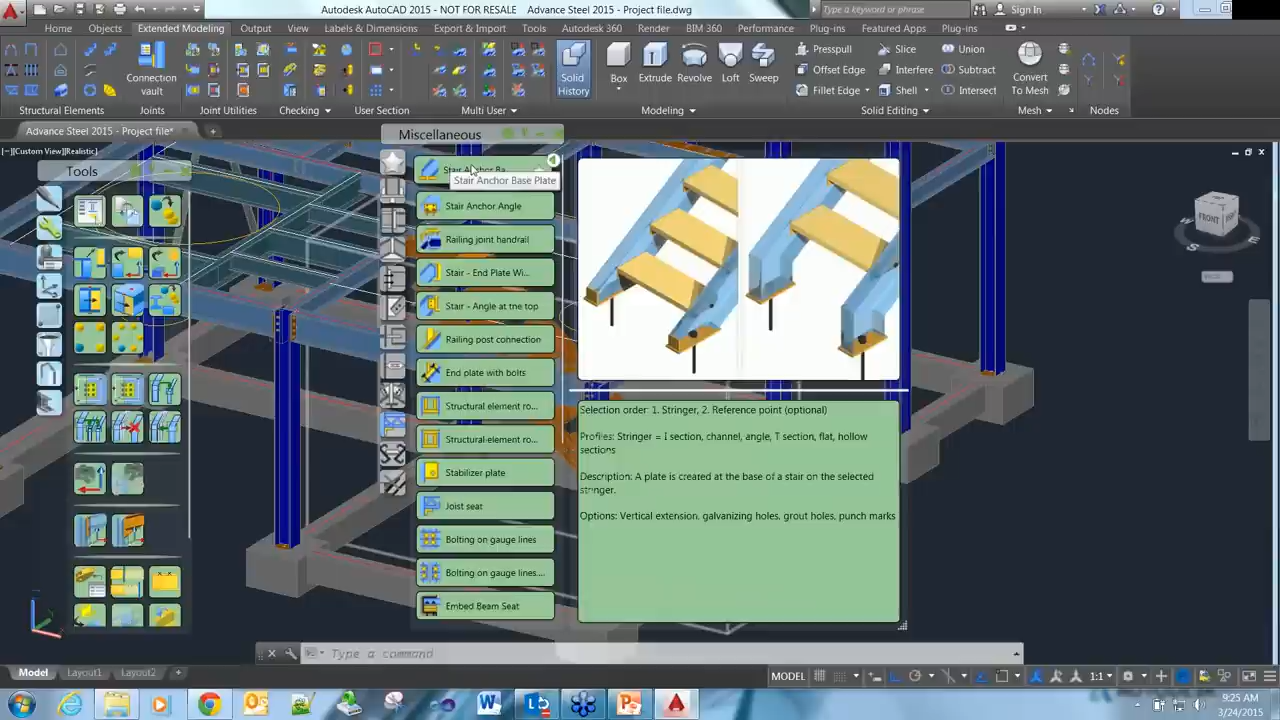 Autodesk AutoCAD 2015 - NOT FOR RESALE    Advance Steel 2015 - Project file.dwg
Type a keyword or phrase
Sign In
Home
Output
Extended Modeling
View
Labels & Dimensions
Export & Import
Tools
Autodesk 360
Render
BIM 360
Performance
Plug-ins
Featured Apps
Plug-ins
Connection vault
Solid History
Box
Extrude
Revolve
Loft
Sweep
Presspull
Offset Edge
Fillet Edge
Slice
Interfere
Shell
Union
Subtract
Intersect
Convert to Mesh
Structural Elements
Joints
Joint Utilities
Checking
User Section
Multi User
Modeling
Solid Editing
Mesh
Nodes
Advance Steel 2015 - Project file*
[−][Custom View][Realistic]
Tools
Miscellaneous
Stair Anchor Ba
Stair Anchor Base Plate
Stair Anchor Angle
Railing joint handrail
Stair - End Plate Wi...
Stair - Angle at the top
Railing post connection
End plate with bolts
Structural element ro...
Structural element ro...
Stabilizer plate
Joist seat
Bolting on gauge lines
Bolting on gauge lines....
Embed Beam Seat
Selection order: 1. Stringer, 2. Reference point (optional)
Profiles: Stringer = I section, channel, angle, T section, flat, hollow
sections
Description: A plate is created at the base of a stair on the selected
stringer.
Options: Vertical extension, galvanizing holes, grout holes, punch marks
FRONT
S
Type a command
Model
Layout1
Layout2
+
MODEL
1:1
9:25 AM
3/24/2015